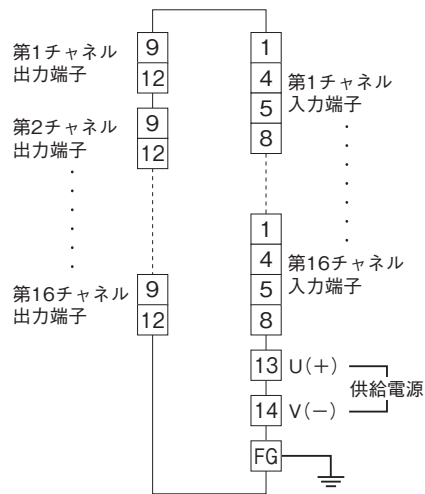 第1チャネル
出力端子
9
12
第2チャネル
出力端子
9
12
第16チャネル
出力端子
9
12
1
4
5
8
第1チャネル
入力端子
1
4
5
8
第16チャネル
入力端子
13 U(+)
14 V(−)
供給電源
FG